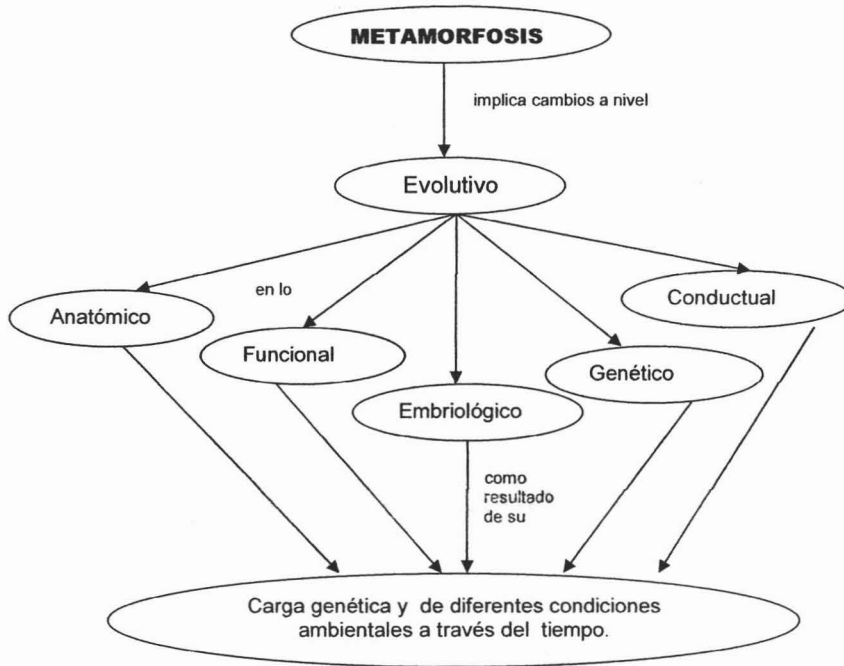 METAMORFOSIS
implica cambios a nivel
Evolutivo
en lo
Anatómico
Funcional
Embriológico
Genético
Conductual
como
resultado
de su
Carga genética y de diferentes condiciones
ambientales a través del tiempo.